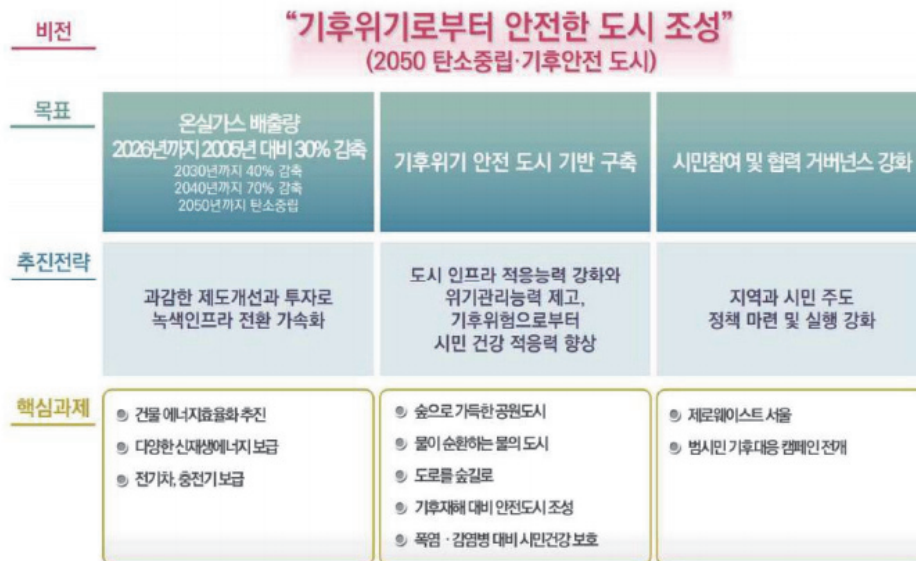 비전
“기후위기로부터 안전한 도시 조성”
(2050 탄소중립·기후안전 도시)
목표
온실가스 배출량
2026년까지 2005년 대비 30% 감축
2030년까지 40% 감축
2040년까지 70% 감축
2050년까지 탄소중립
기후위기 안전 도시 기반 구축
시민참여 및 협력 거버넌스 강화
추진전략
과감한 제도개선과 투자로
녹색인프라 전환 가속화
도시 인프라 적응능력 강화와
위기관리능력 제고,
기후위험으로부터
시민 건강 적응력 향상
지역과 시민 주도
정책 마련 및 실행 강화
핵심과제
건물 에너지효율화 추진
다양한 신재생에너지 보급
전기차, 충전기 보급
숲으로 가득한 공원도시
물이 순환하는 물의 도시
도로를 숲길로
기후재해 대비 안전도시 조성
폭염 · 감염병 대비 시민건강 보호
제로웨이스트 서울
범시민 기후대응 캠페인 전개